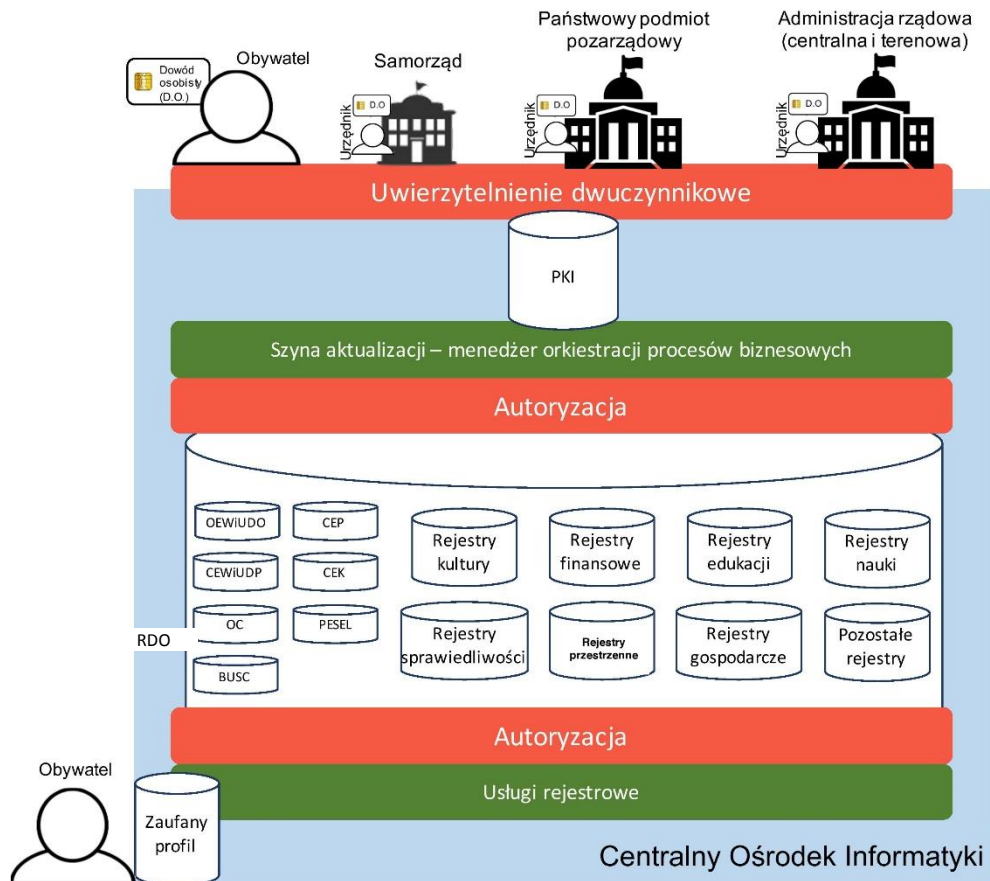 Państwowy podmiot
pozarządowy
Administracja rządowa
(centralna i terenowa)
Obywatel
Samorząd
Dowód
osobisty
(D.O.)
Urzędnik
D.O
Urzędnik
D.O
Urzędnik
D.O
Uwierzytelnienie dwuczynnikowe
PKI
Szyna aktualizacji – menedżer orkiestracji procesów biznesowych
Autoryzacja
OEWiUDO
CEP
CEWiUDP
CEK
OC
PESEL
RDO
BUSC
Rejestry
kultury
Rejestry
finansowe
Rejestry
edukacji
Rejestry
nauki
Rejestry
sprawiedliwości
Rejestry
przestrzenne
Rejestry
gospodarcze
Pozostałe
rejestry
Autoryzacja
Usługi rejestrowe
Obywatel
Zaufany
profil
Centralny Ośrodek Informatyki